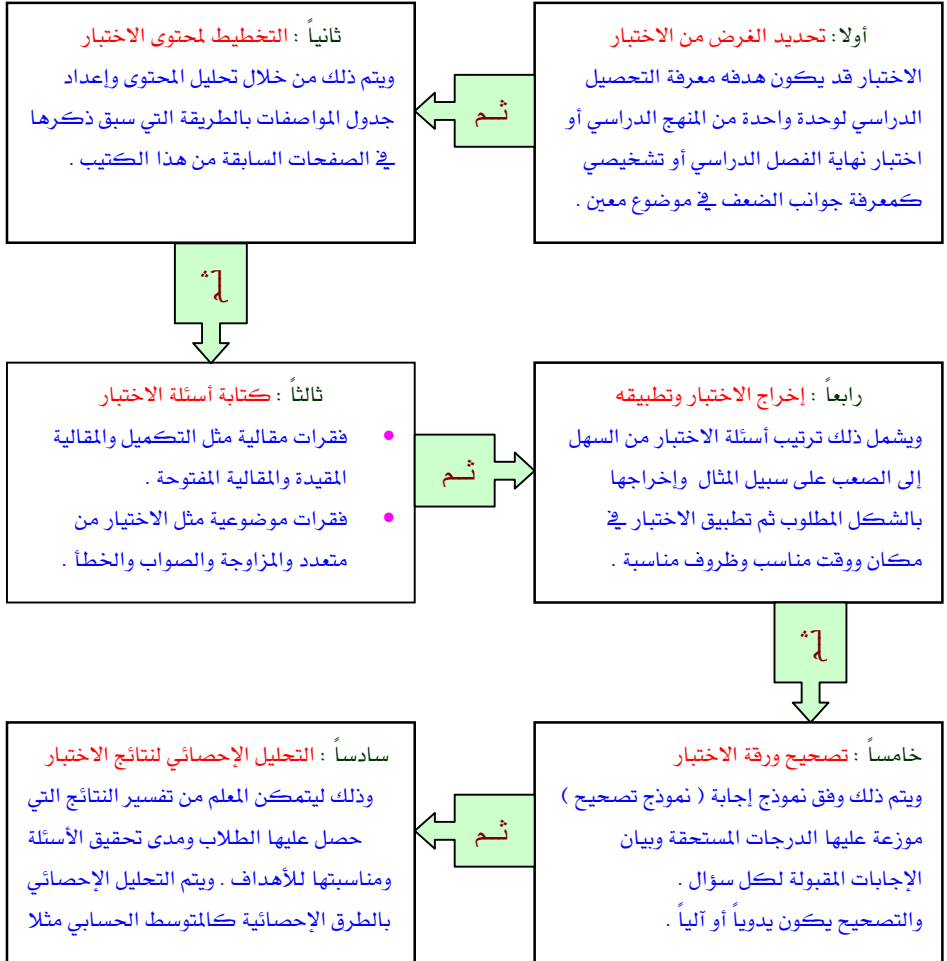 أولا: تحديد الغرض من الاختبار
الاختبار قد يكون هدفه معرفة التحصيل
الدراسي لوحدة واحدة من المنهج الدراسي أو
اختبار نهاية الفصل الدراسي أو تشخيصي
كمعرفة جوانب الضعف في موضوع معين .
ثـم
ثانياً : التخطيط لمحتوى الاختبار
ويتم ذلك من خلال تحليل المحتوى وإعداد
جدول المواصفات بالطريقة التي سبق ذكرها
في الصفحات السابقة من هذا الكتيب .
ثم
ثالثاً : كتابة أسئلة الاختبار
• فقرات مقالية مثل التكميل والمقالية
المقيدة والمقالية المفتوحة .
• فقرات موضوعية مثل الاختيار من
متعدد والمزاوجة والصواب والخطأ .
ثـم
رابعاً : إخراج الاختبار وتطبيقه
ويشمل ذلك ترتيب أسئلة الاختبار من السهل
إلى الصعب على سبيل المثال وإخراجها
بالشكل المطلوب ثم تطبيق الاختبار في
مكان ووقت مناسب وظروف مناسبة .
ثم
خامساً : تصحيح ورقة الاختبار
ويتم ذلك وفق نموذج إجابة ( نموذج تصحيح )
موزعة عليها الدرجات المستحقة وبيان
الإجابات المقبولة لكل سؤال .
والتصحيح يكون يدوياً أو آلياً .
ثـم
سادساً : التحليل الإحصائي لنتائج الاختبار
وذلك ليتمكن المعلم من تفسير النتائج التي
حصل عليها الطلاب ومدى تحقيق الأسئلة
ومناسبتها للأهداف . ويتم التحليل الإحصائي
بالطرق الإحصائية كالمتوسط الحسابي مثلا